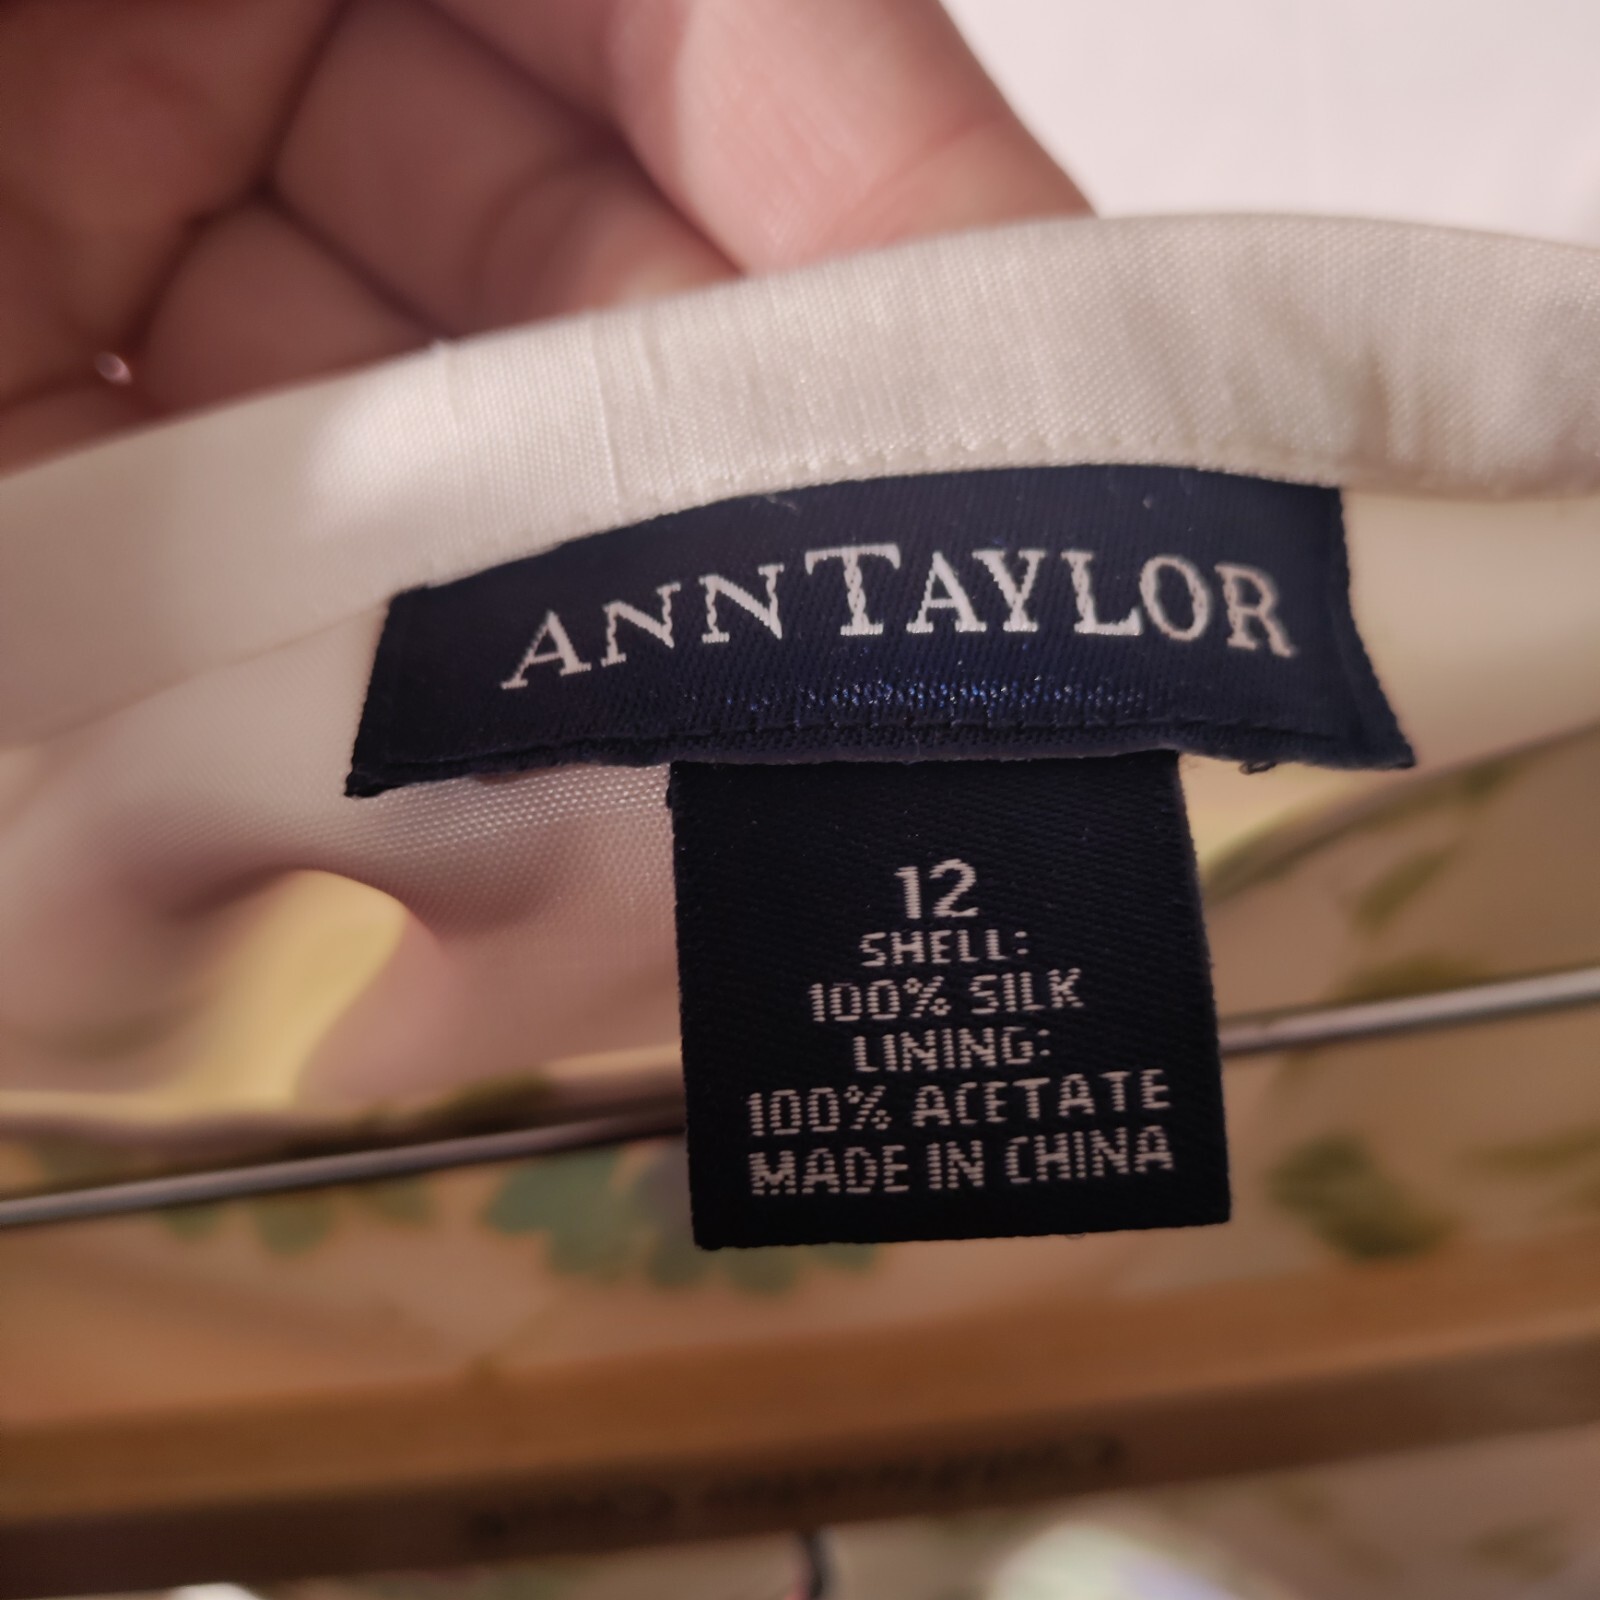 ANNTAYLOR
12
SHELL:
100% SILK
LINING:
100% ACETATE
MADE IN CHINA